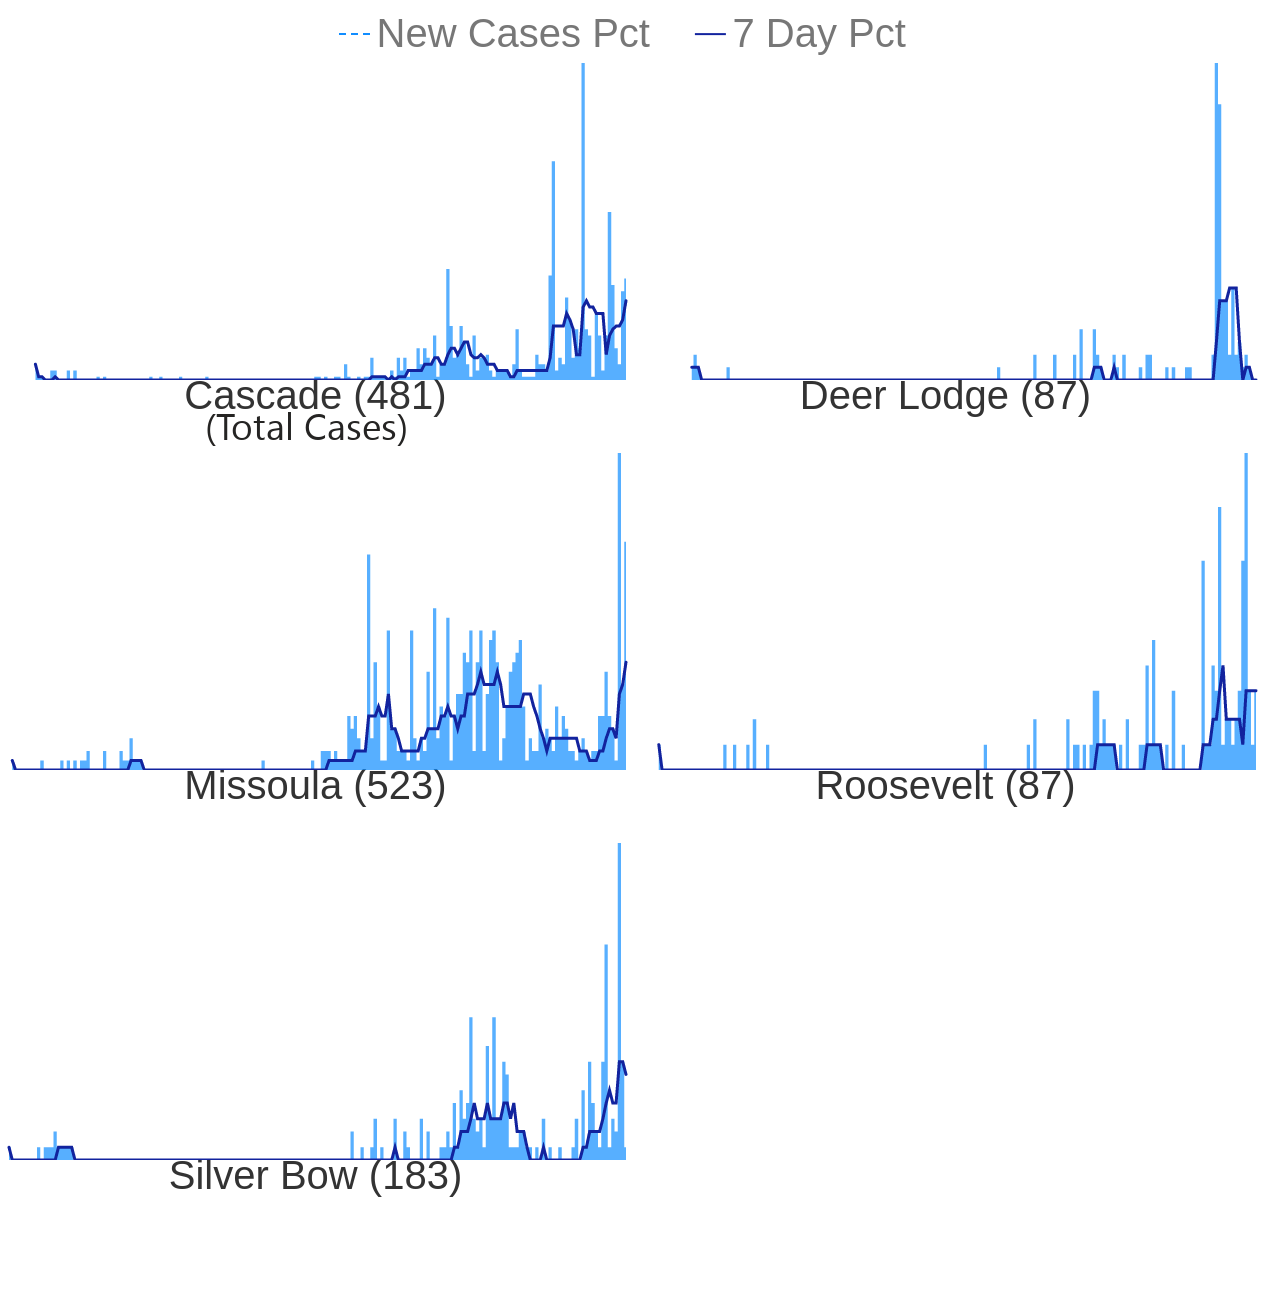 New Cases Pct 7 Day Pct
Cascade (481) Deer Lodge (87)
(Total Cases)
Missoula (523) Roosevelt (87)
Silver Bow (183)